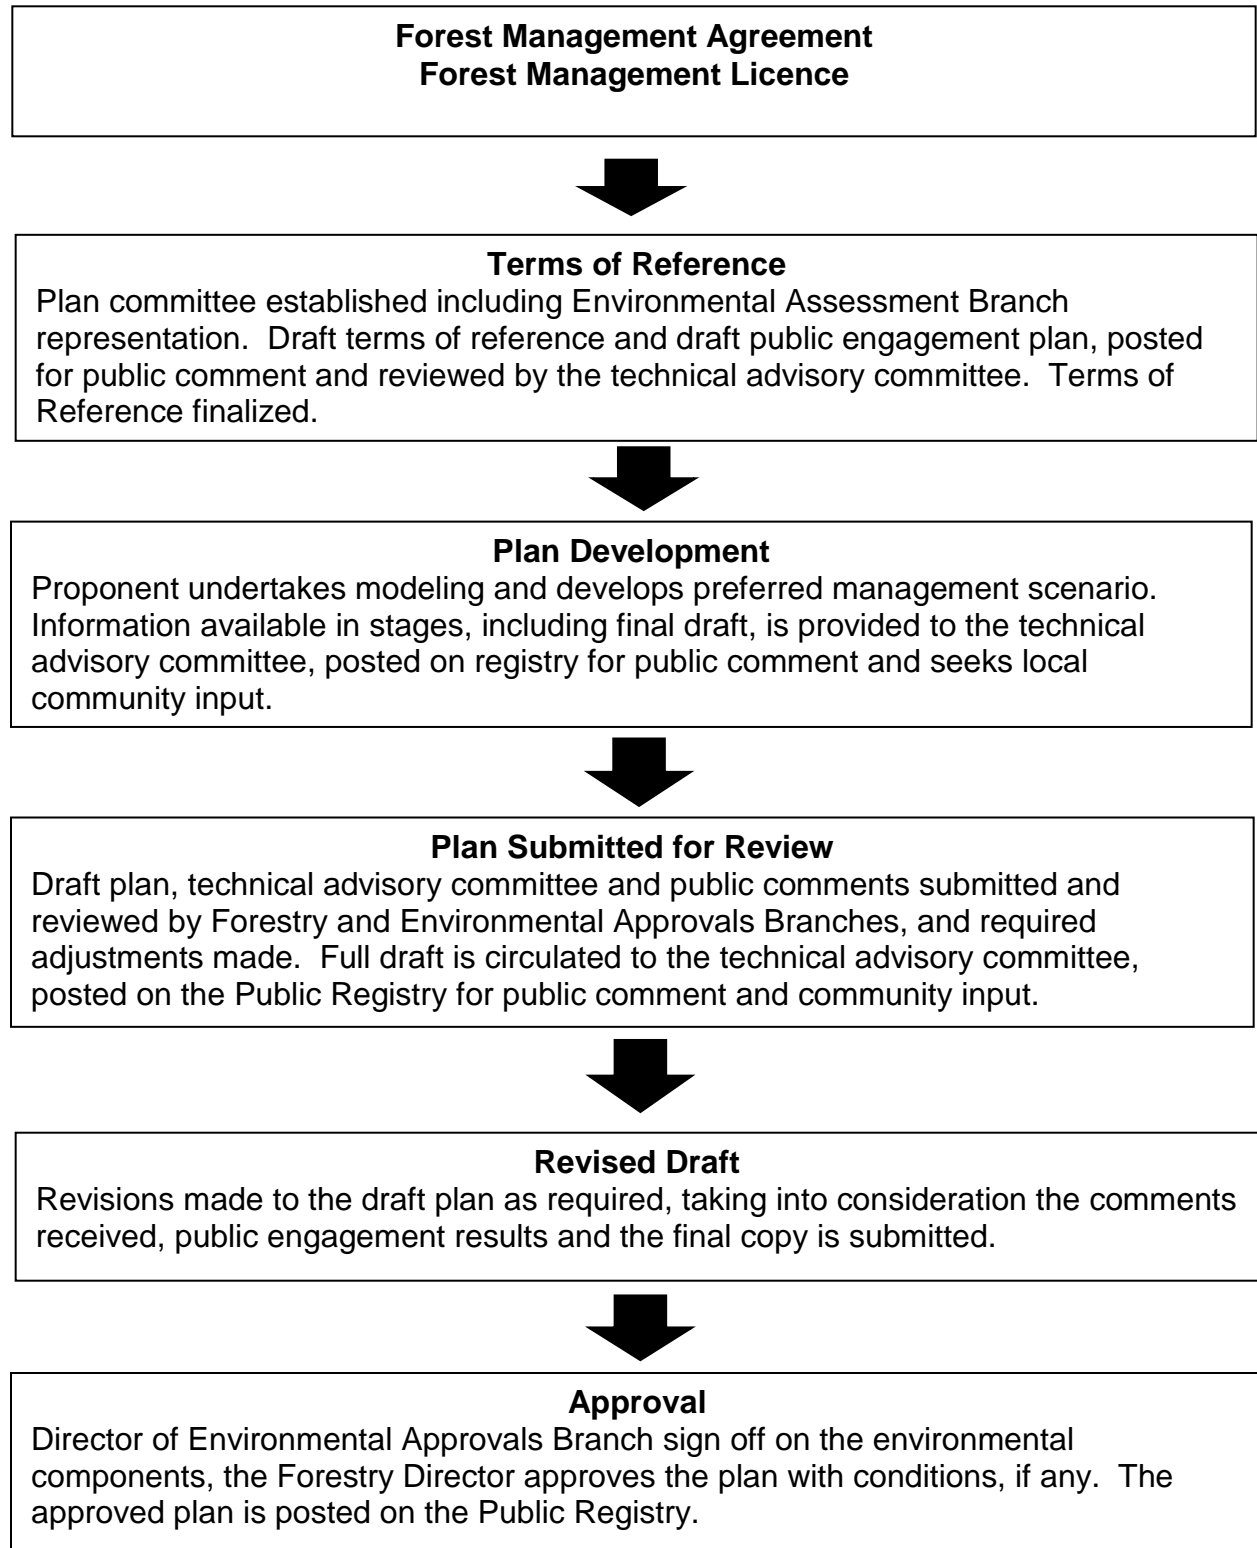 Forest Management Agreement
Forest Management Licence
Terms of Reference
Plan committee established including Environmental Assessment Branch
representation.  Draft terms of reference and draft public engagement plan, posted
for public comment and reviewed by the technical advisory committee.  Terms of
Reference finalized.
Plan Development
Proponent undertakes modeling and develops preferred management scenario.
Information available in stages, including final draft, is provided to the technical
advisory committee, posted on registry for public comment and seeks local
community input.
Plan Submitted for Review
Draft plan, technical advisory committee and public comments submitted and
reviewed by Forestry and Environmental Approvals Branches, and required
adjustments made.  Full draft is circulated to the technical advisory committee,
posted on the Public Registry for public comment and community input.
Revised Draft
Revisions made to the draft plan as required, taking into consideration the comments
received, public engagement results and the final copy is submitted.
Approval
Director of Environmental Approvals Branch sign off on the environmental
components, the Forestry Director approves the plan with conditions, if any.  The
approved plan is posted on the Public Registry.